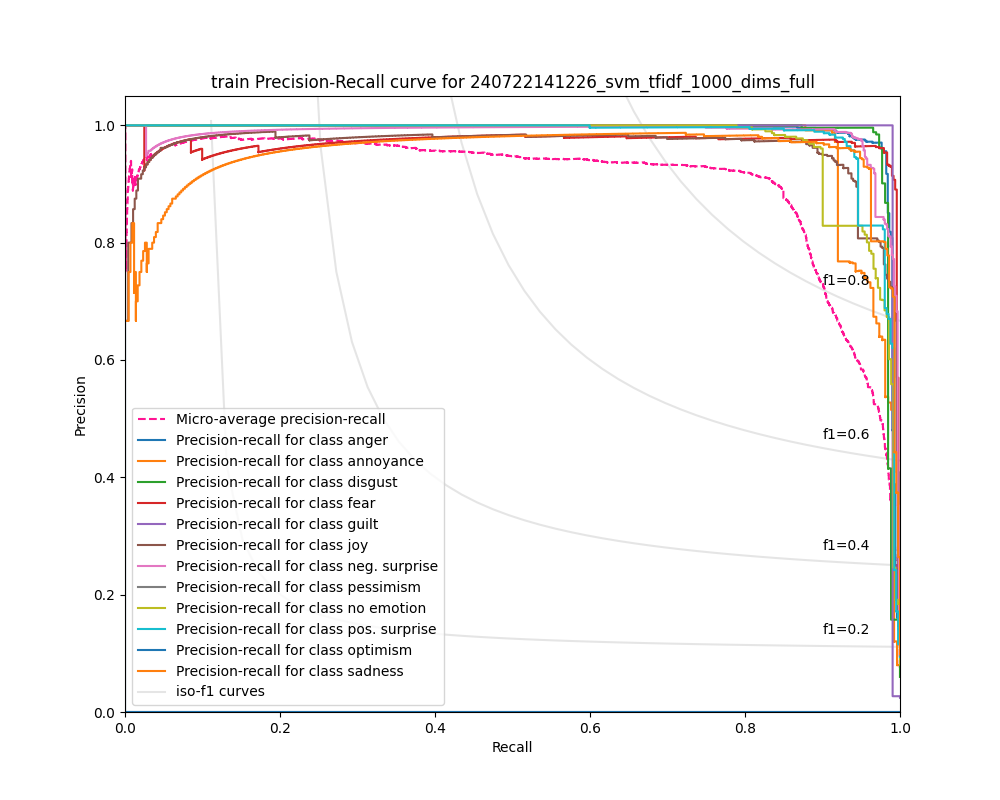 train Precision-Recall curve for 240722141226_svm_tfidf_1000_dims_full
1.0
0.8
0.6
0.4
0.2
0.0
Precision
f1=0.8
f1=0.6
f1=0.4
f1=0.2
Micro-average precision-recall
Precision-recall for class anger
Precision-recall for class annoyance
Precision-recall for class disgust
Precision-recall for class fear
Precision-recall for class guilt
Precision-recall for class joy
Precision-recall for class neg. surprise
Precision-recall for class pessimism
Precision-recall for class no emotion
Precision-recall for class pos. surprise
Precision-recall for class optimism
Precision-recall for class sadness
iso-f1 curves
0.0 0.2 0.4 0.6 0.8 1.0
Recall